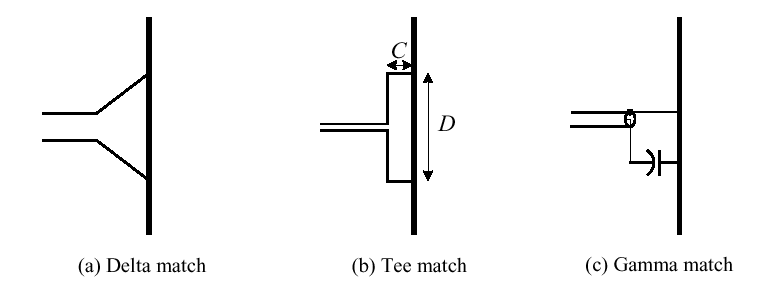 C
D
(a) Delta match
(b) Tee match
(c) Gamma match